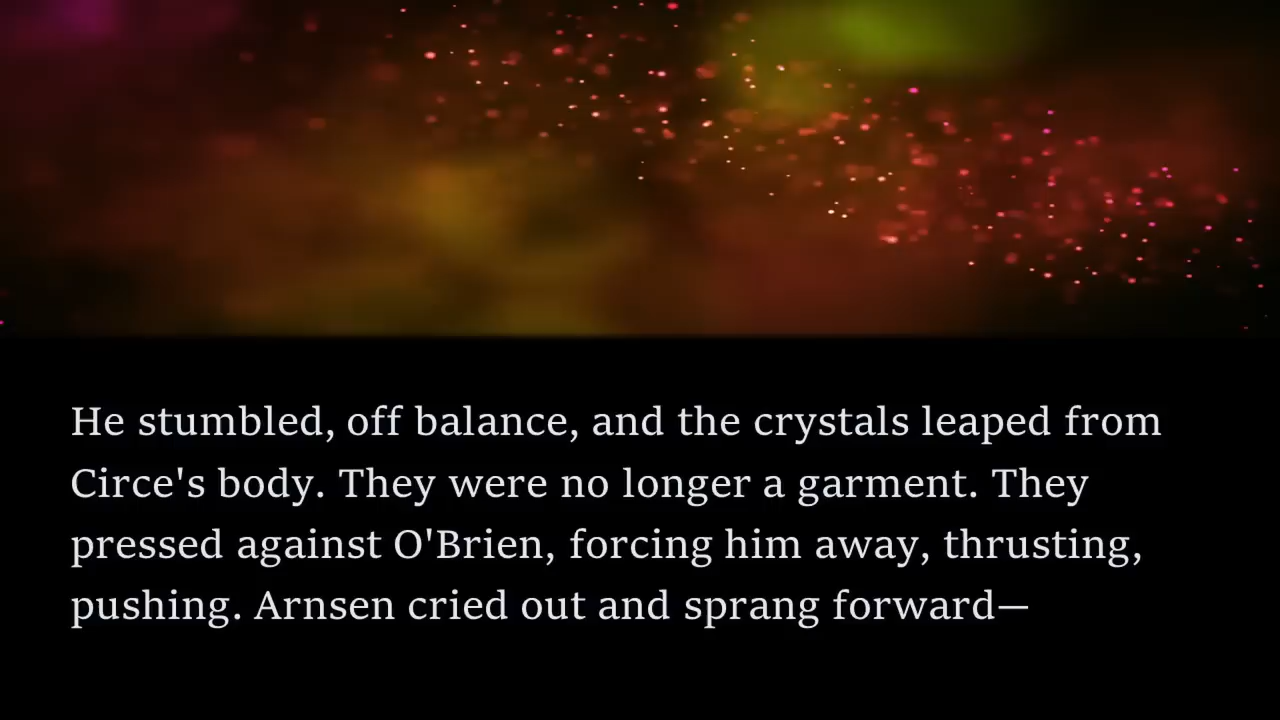 He stumbled, off balance, and the crystals leaped from
Circe's body. They were no longer a garment. They
pressed against O'Brien, forcing him away, thrusting,
pushing. Arnsen cried out and sprang forward—